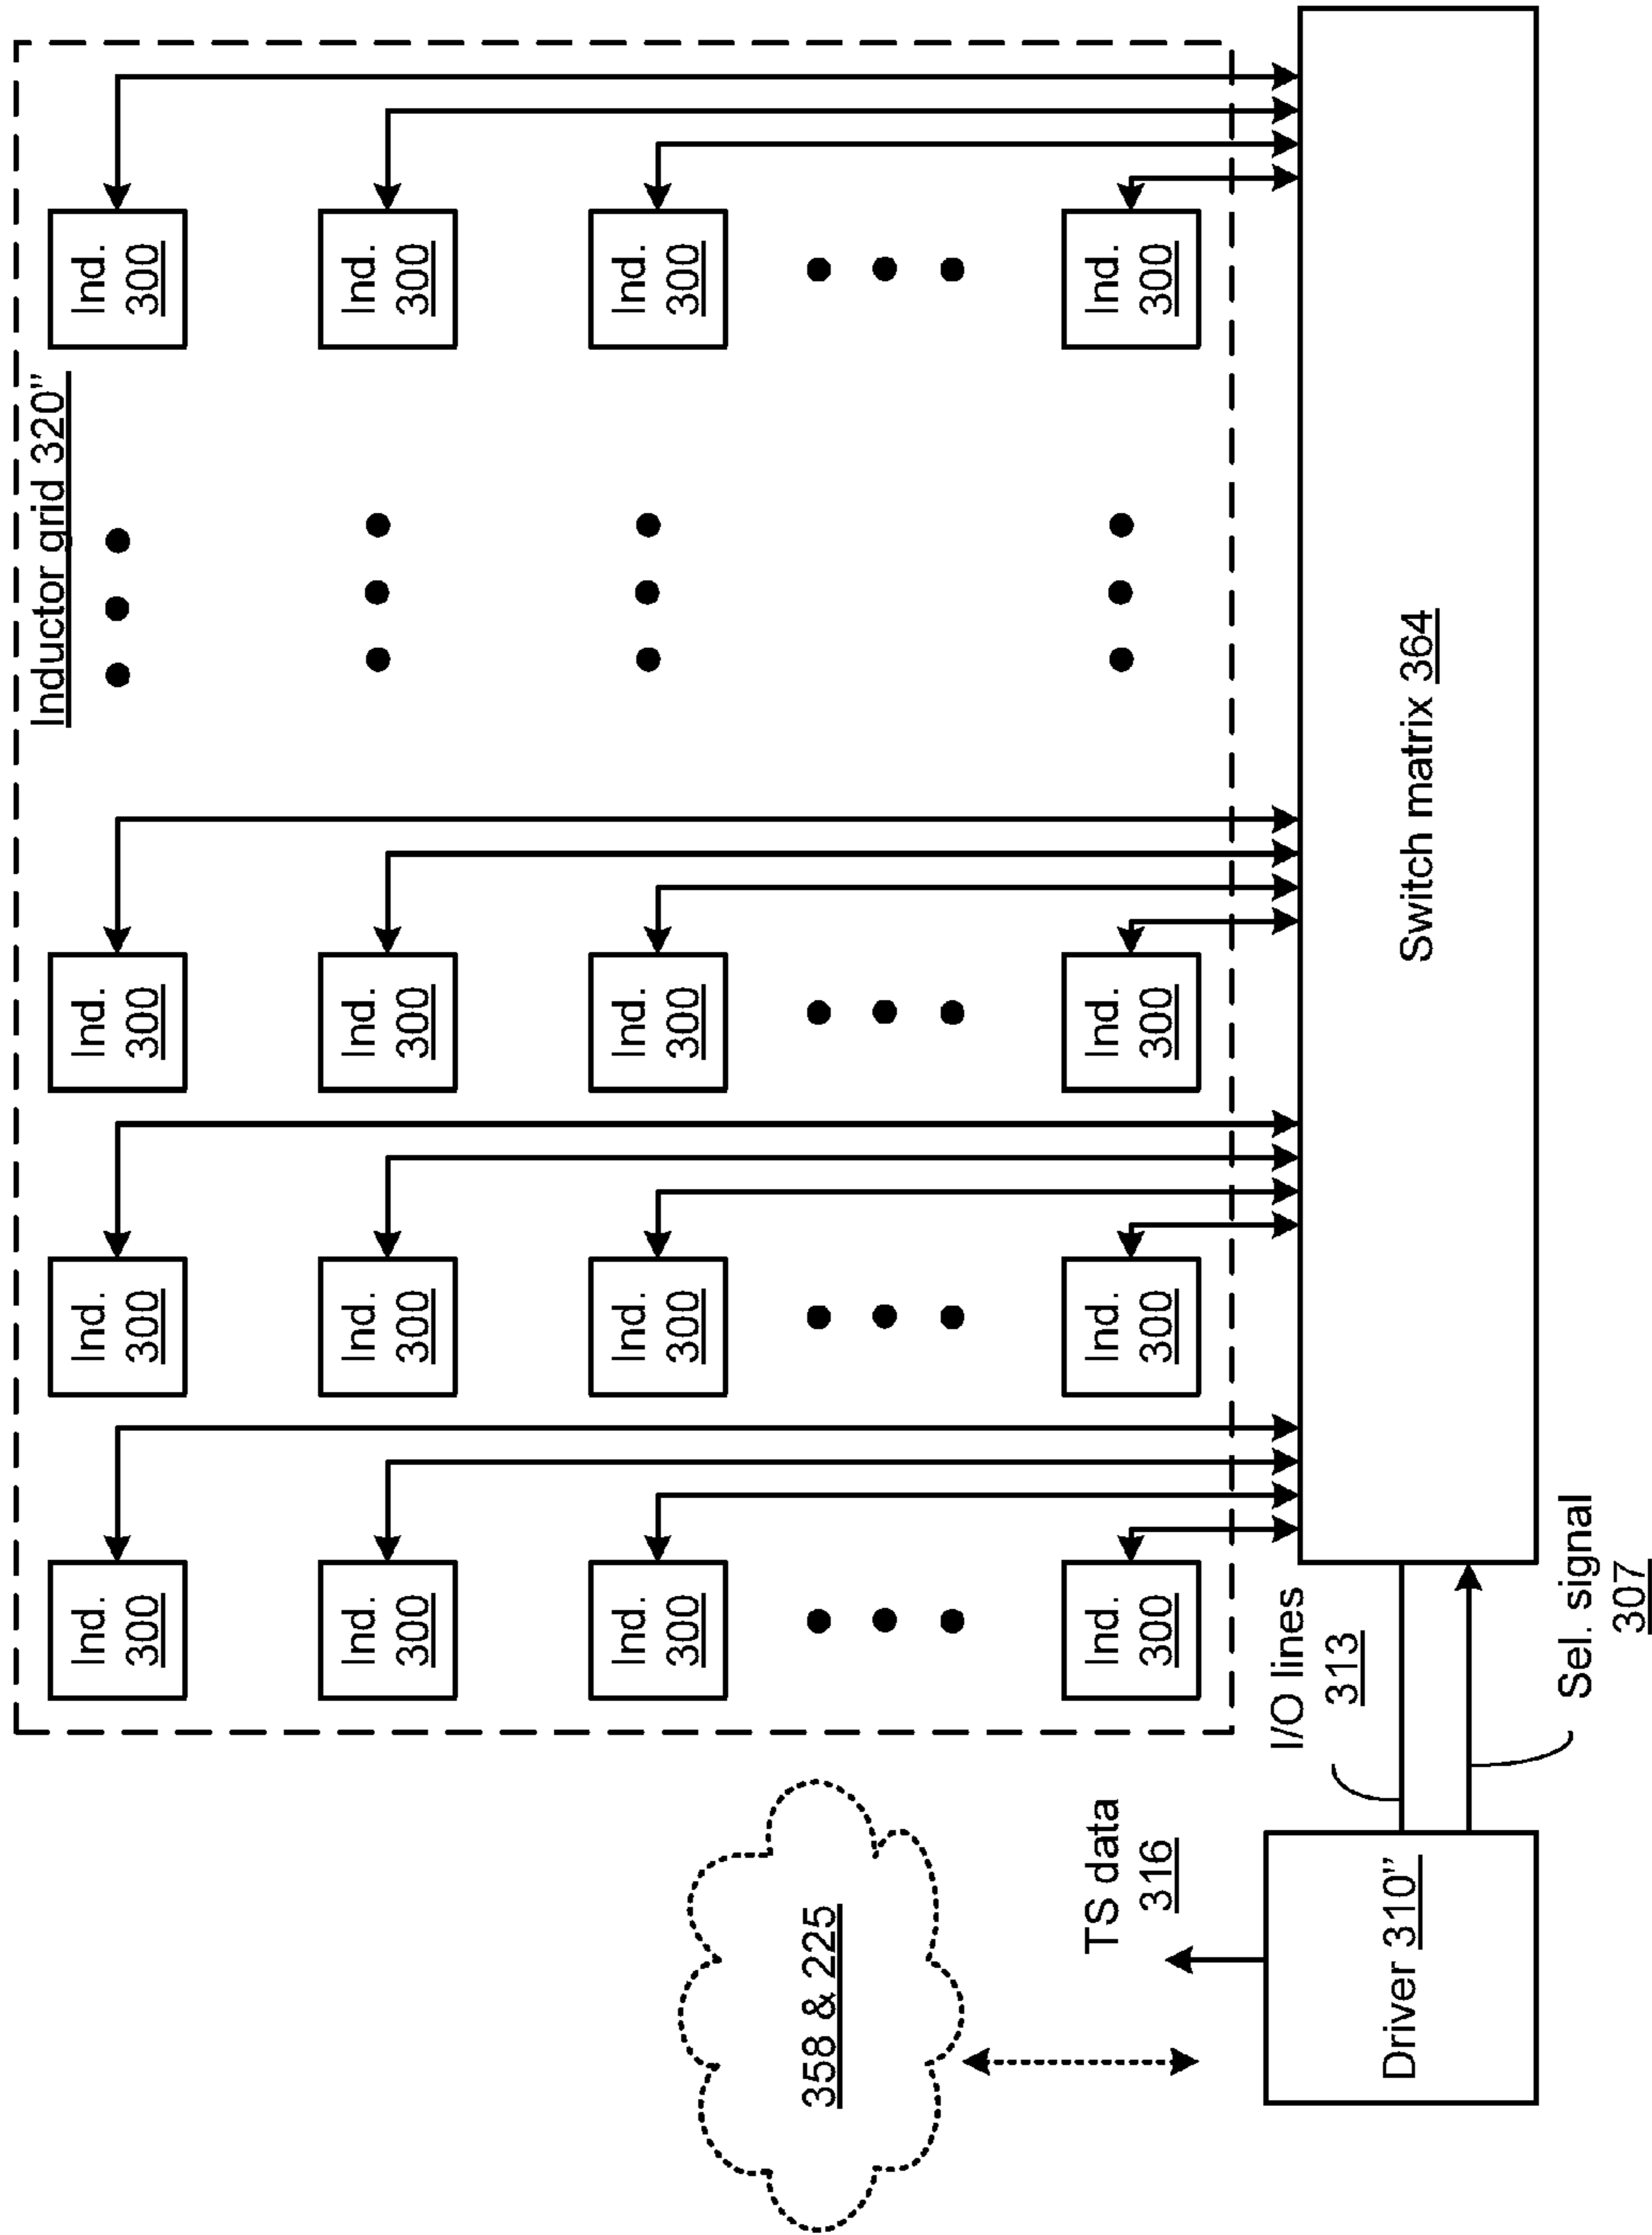 Inductor grid 320”
Ind.
300
Ind.
300
Ind.
300
Ind.
300
Ind.
300
Ind.
300
Ind.
300
Ind.
300
Ind.
300
Ind.
300
Ind.
300
Ind.
300
358 & 225
Ind.
300
Ind.
300
Ind.
300
Ind.
300
TS data
316
I/O lines
313
Driver 310”
Switch matrix 364
Sel. signal
307